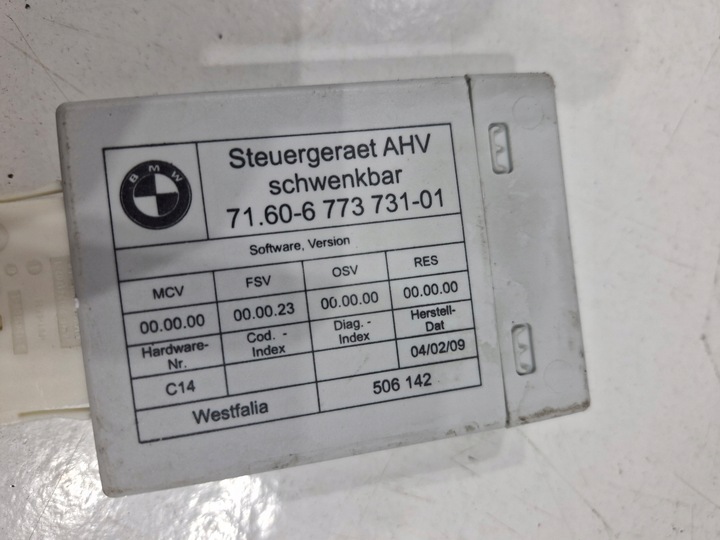 BMW
Steuergeraet AHV
schwenkbar
71.60-6 773 731-01
Software, Version
MCV FSV OSV RES
00.00.00 00.00.23 00.00.00 00.00.00
Hardware-
Nr. Cod. -
Index Diag. -
Index Herstell-
Dat
C14 04/02/09
Westfalia 506 142
A
A